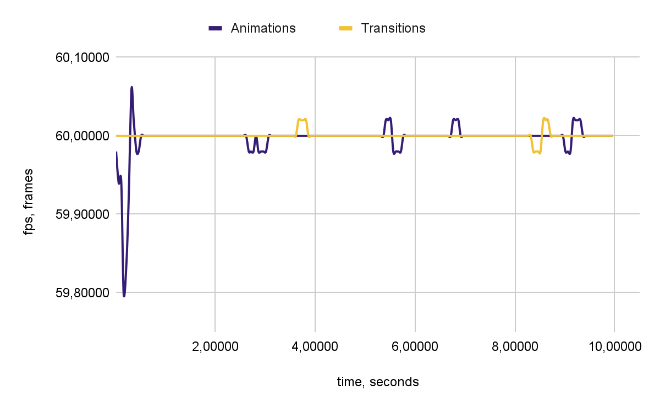 Animations
Transitions
60,10000
60,00000
59,90000
59,80000
fps, frames
2,00000
4,00000
6,00000
8,00000
10,00000
time, seconds